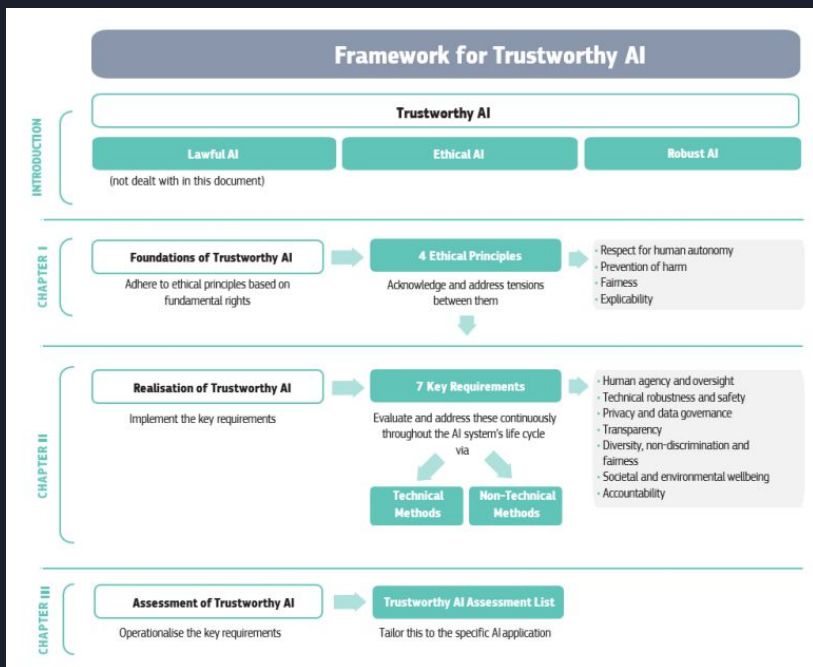 Framework for Trustworthy AI
INTRODUCTION
Trustworthy AI
Lawful AI
Ethical AI
Robust AI
(not dealt with in this document)
CHAPTER I
Foundations of Trustworthy AI
Adhere to ethical principles based on
fundamental rights
4 Ethical Principles
Acknowledge and address tensions
between them
• Respect for human autonomy
• Prevention of harm
• Fairness
• Explicability
CHAPTER II
Realisation of Trustworthy AI
Implement the key requirements
7 Key Requirements
Evaluate and address these continuously
throughout the AI system's life cycle
via
Technical
Methods
Non-Technical
Methods
• Human agency and oversight
• Technical robustness and safety
• Privacy and data governance
• Transparency
• Diversity, non-discrimination and
fairness
• Societal and environmental wellbeing
• Accountability
CHAPTER III
Assessment of Trustworthy AI
Operationalise the key requirements
Trustworthy AI Assessment List
Tailor this to the specific AI application